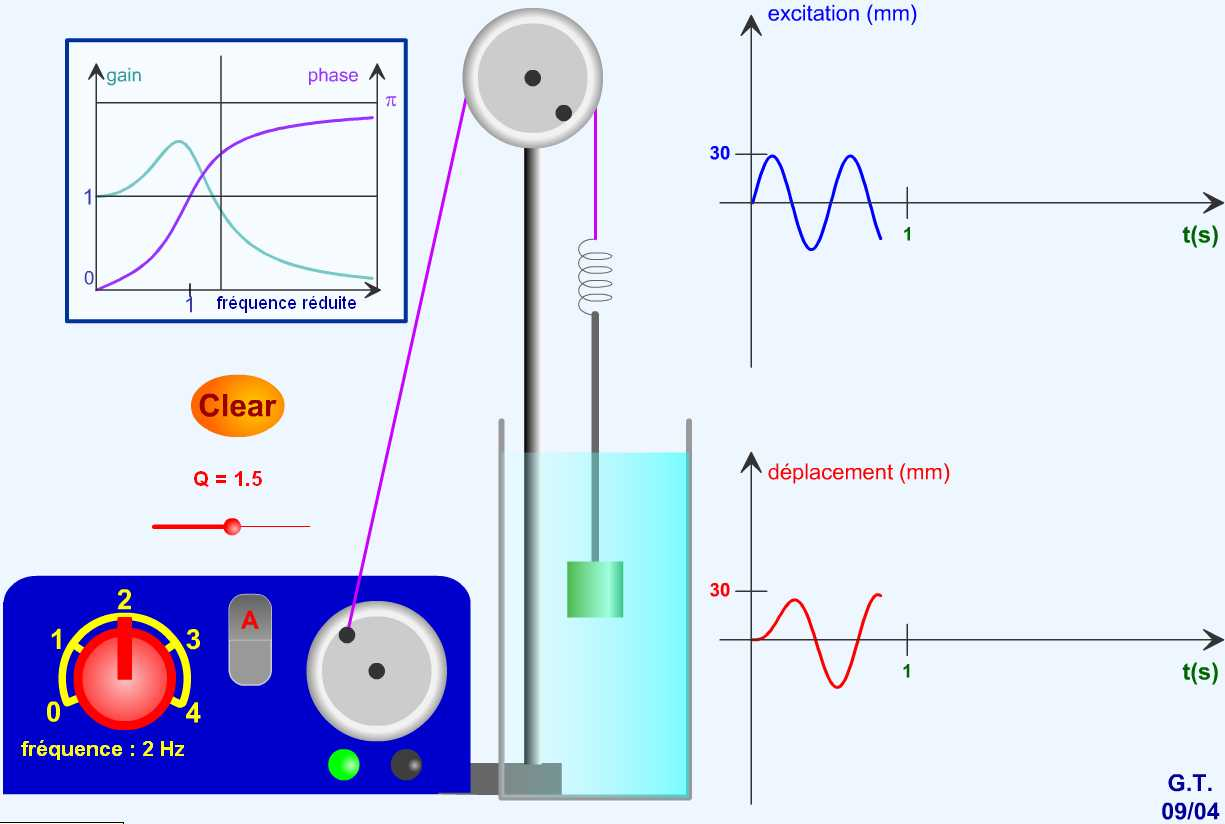 gain
phase
π
1
0
1
fréquence réduite
Clear
Q = 1.5
0
1
2
3
4
A
fréquence : 2 Hz
excitation (mm)
30
1
t(s)
déplacement (mm)
30
1
t(s)
G.T.
09/04